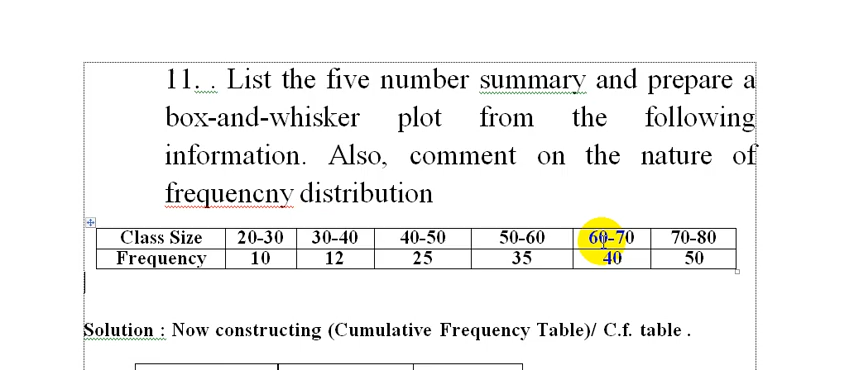 11. . List the five number summary and prepare a
box-and-whisker plot from the following
information. Also, comment on the nature of
frequencny distribution
Class Size 20-30 30-40 40-50 50-60 60-70 70-80
Frequency 10 12 25 35 40 50
Solution : Now constructing (Cumulative Frequency Table)/ C.f. table .